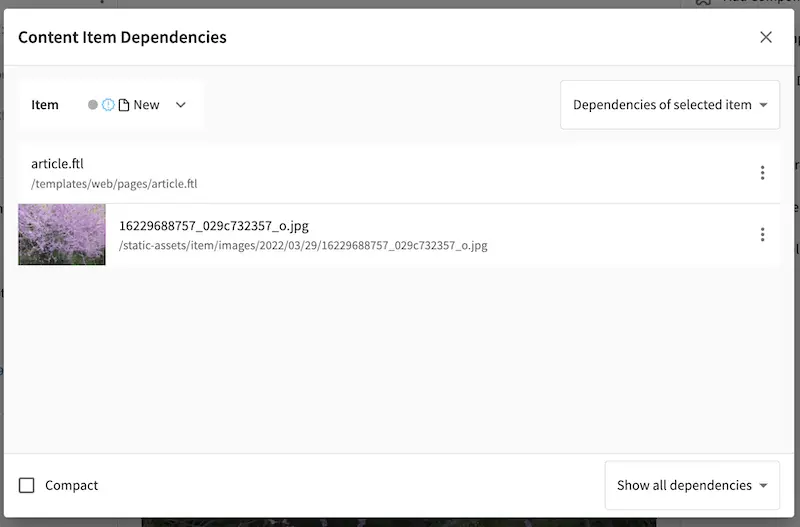 Content Item Dependencies
Item New
Dependencies of selected item
article.ftl
/templates/web/pages/article.ftl
16229688757_029c732357_o.jpg
/static-assets/item/images/2022/03/29/16229688757_029c732357_o.jpg
Compact
Show all dependencies